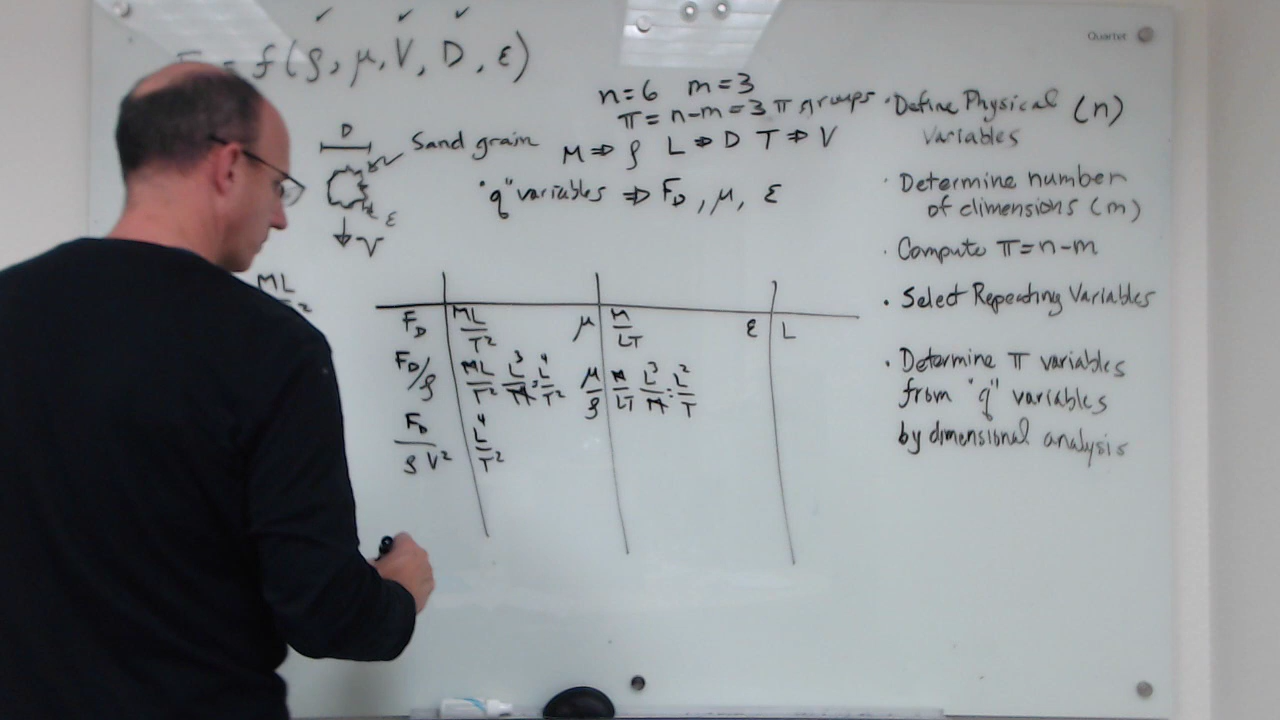 ✓ ✓ ✓
= f(ρ, μ, V, D, ε)
Quartet
n=6 m=3
π = n-m = 3 π groups
M ⇒ ρ L ⇒ D T ⇒ V
"q" variables ⇒ F_D, μ, ε
D
Sand grain
ε
V
ML
2
F_D ML/T²
F_D/ρ ML/T² L³/M : L⁴/T²
F_D/ρV² L⁴/T²
μ M/LT
μ/ρ M/LT L³/M : L²/T
ε L
· Define Physical (n)
Variables
· Determine number
of dimensions (m)
· Compute π = n-m
· Select Repeating Variables
· Determine π variables
from "q" variables
by dimensional analysis